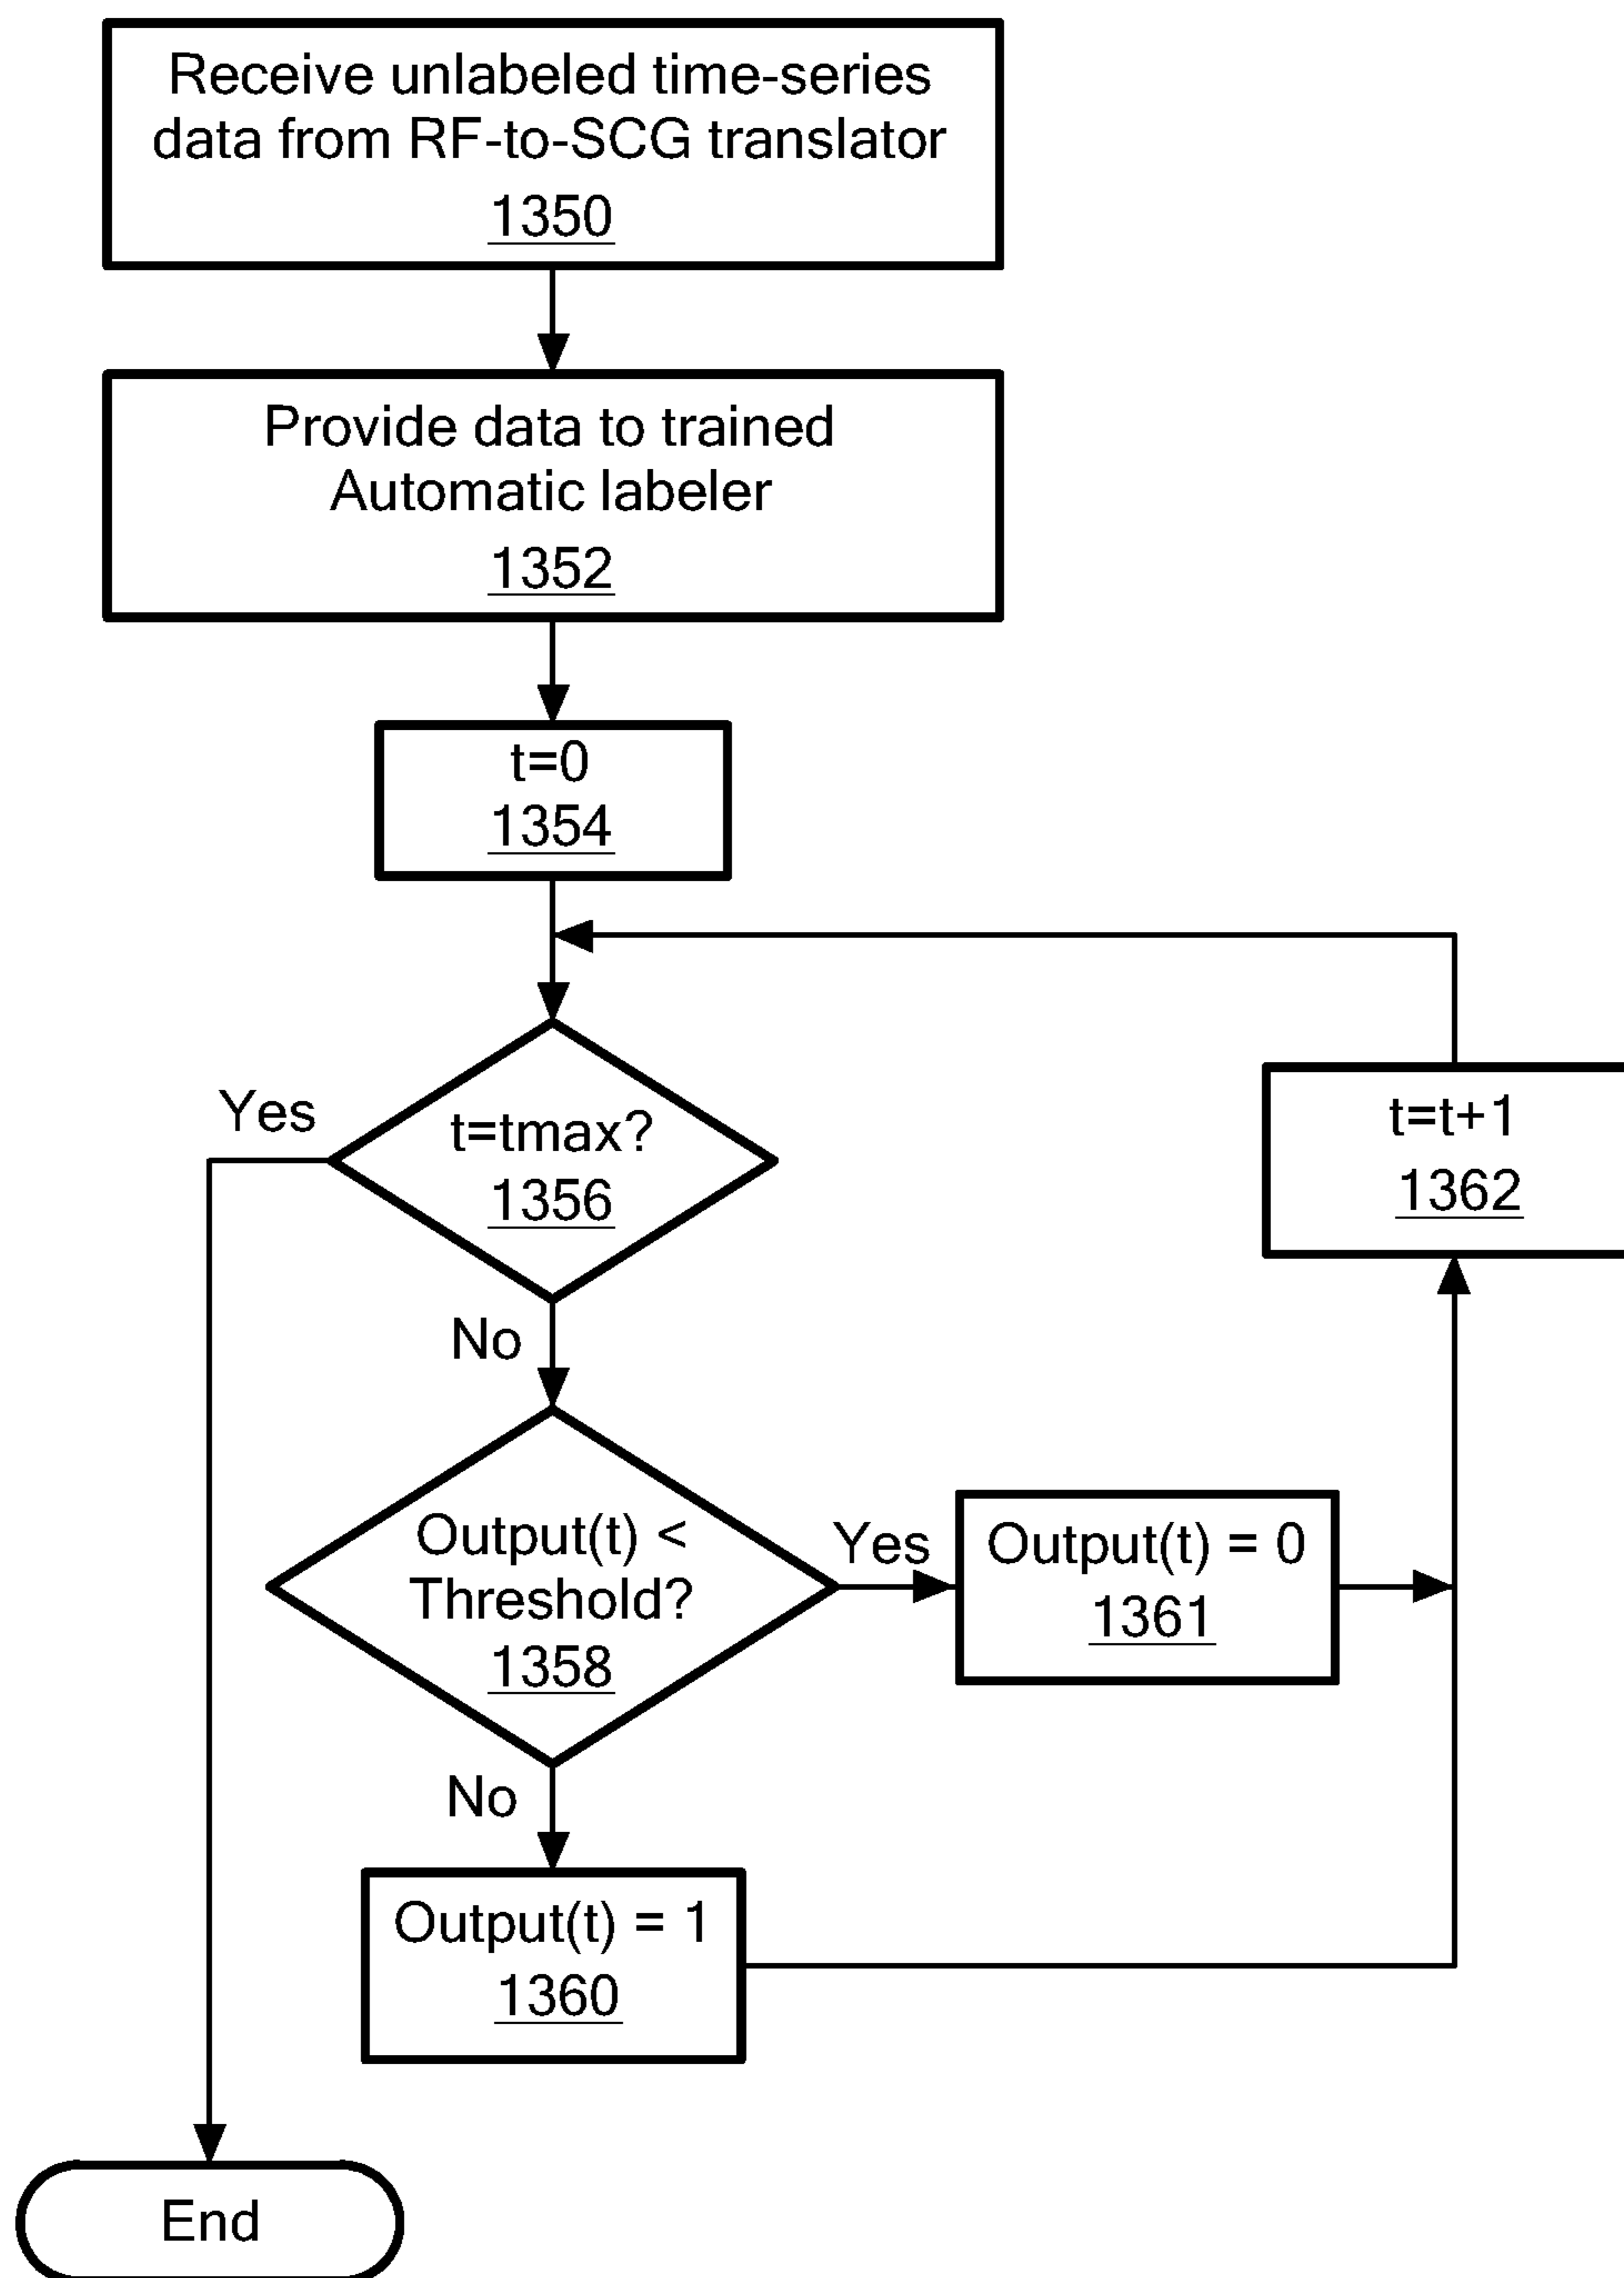 Receive unlabeled time-series
data from RF-to-SCG translator
1350
Provide data to trained
Automatic labeler
1352
t=0
1354
Yes
t=tmax?
1356
t=t+1
1362
No
Output(t) <
Threshold?
1358
Yes
Output(t) = 0
1361
No
Output(t) = 1
1360
End